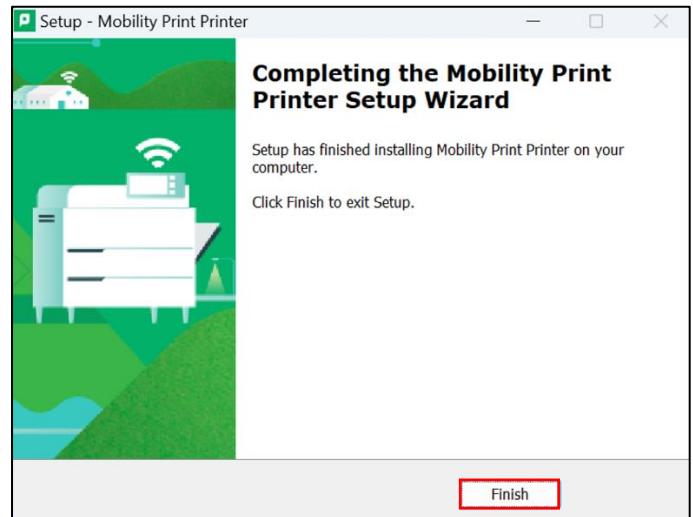 Setup - Mobility Print Printer
Completing the Mobility Print
Printer Setup Wizard
Setup has finished installing Mobility Print Printer on your
computer.
Click Finish to exit Setup.
Finish